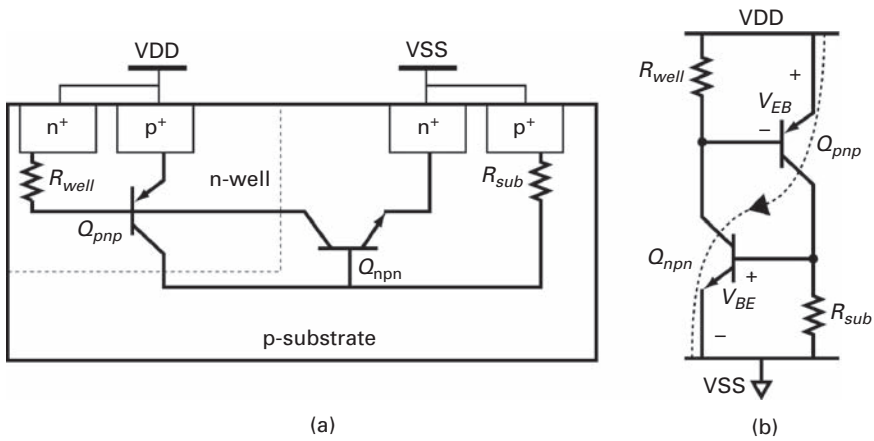 VDD
VSS
n⁺
p⁺
n⁺
p⁺
R_well
n-well
R_sub
Q_pnp
Q_npn
p-substrate
(a)
VDD
R_well
+
V_EB
–
Q_pnp
Q_npn
+
V_BE
R_sub
–
VSS
(b)